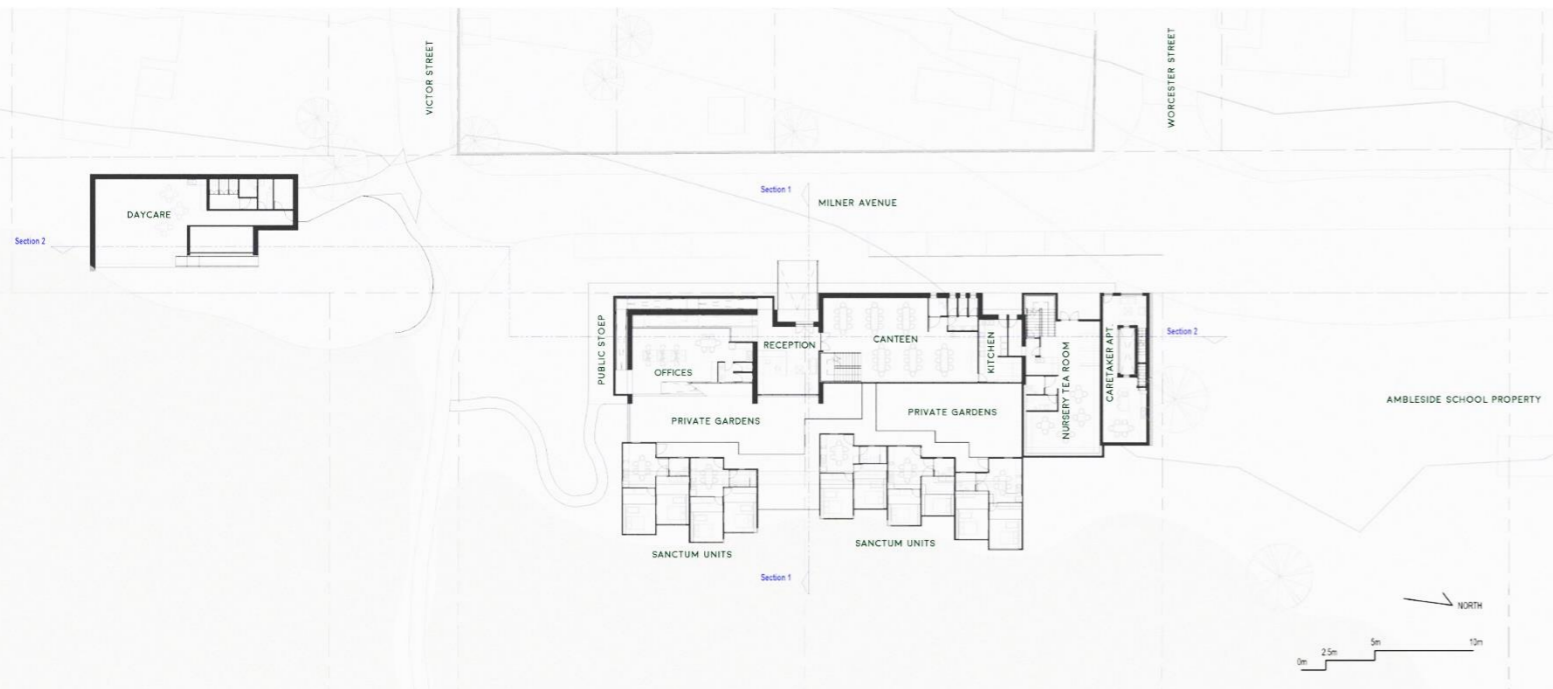 VICTOR STREET
WORCESTER STREET
Section 1
MILNER AVENUE
DAYCARE
Section 2
PUBLIC STOEP
OFFICES
RECEPTION
CANTEEN
KITCHEN
NURSERY TEA ROOM
CARETAKER APT.
Section 2
AMBLESIDE SCHOOL PROPERTY
PRIVATE GARDENS
PRIVATE GARDENS
SANCTUM UNITS
SANCTUM UNITS
Section 1
NORTH
0m 2.5m 5m 10m